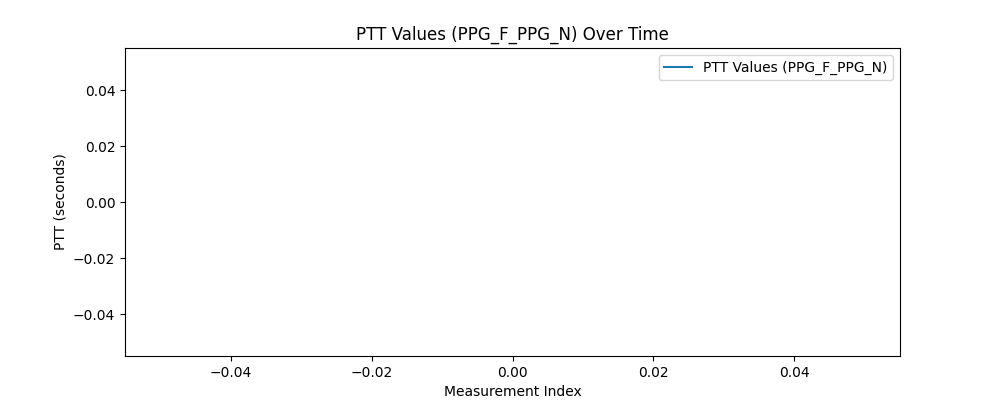 PTT Values (PPG_F_PPG_N) Over Time
PTT Values (PPG_F_PPG_N)
0.04
0.02
0.00
−0.02
−0.04
PTT (seconds)
−0.04
−0.02
0.00
0.02
0.04
Measurement Index